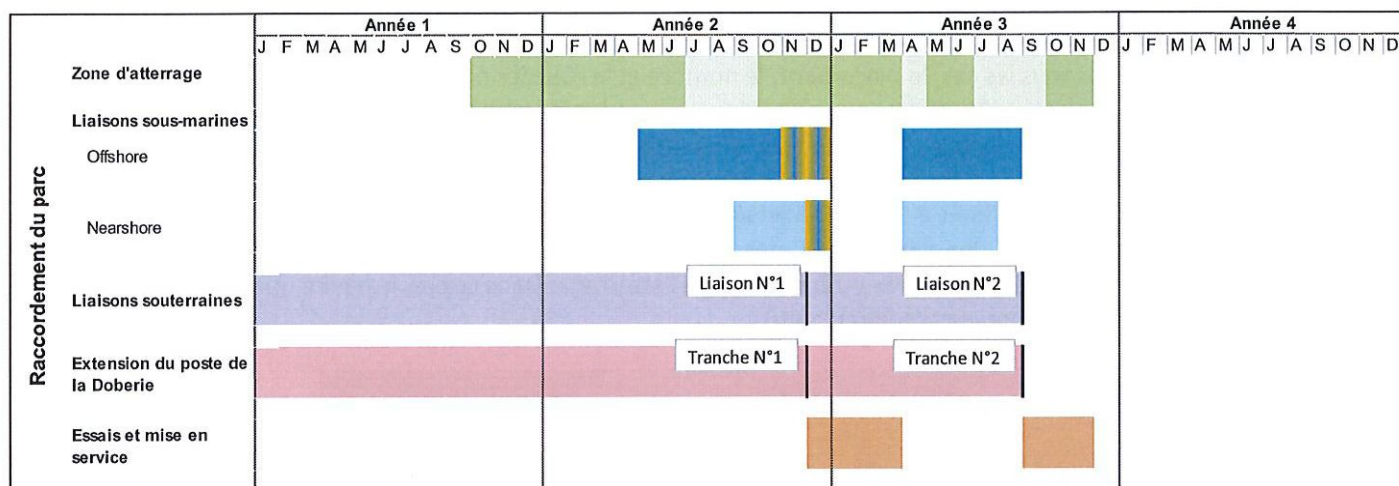 Année 1 Année 2 Année 3 Année 4
J F M A M J J A S O N D J F M A M J J A S O N D J F M A M J J A S O N D J F M A M J J A S O N D
Raccordement du parc
Zone d'atterrage
Liaisons sous-marines
Offshore
Nearshore
Liaisons souterraines
Liaison N°1
Liaison N°2
Extension du poste de
la Doberie
Tranche N°1
Tranche N°2
Essais et mise en
service